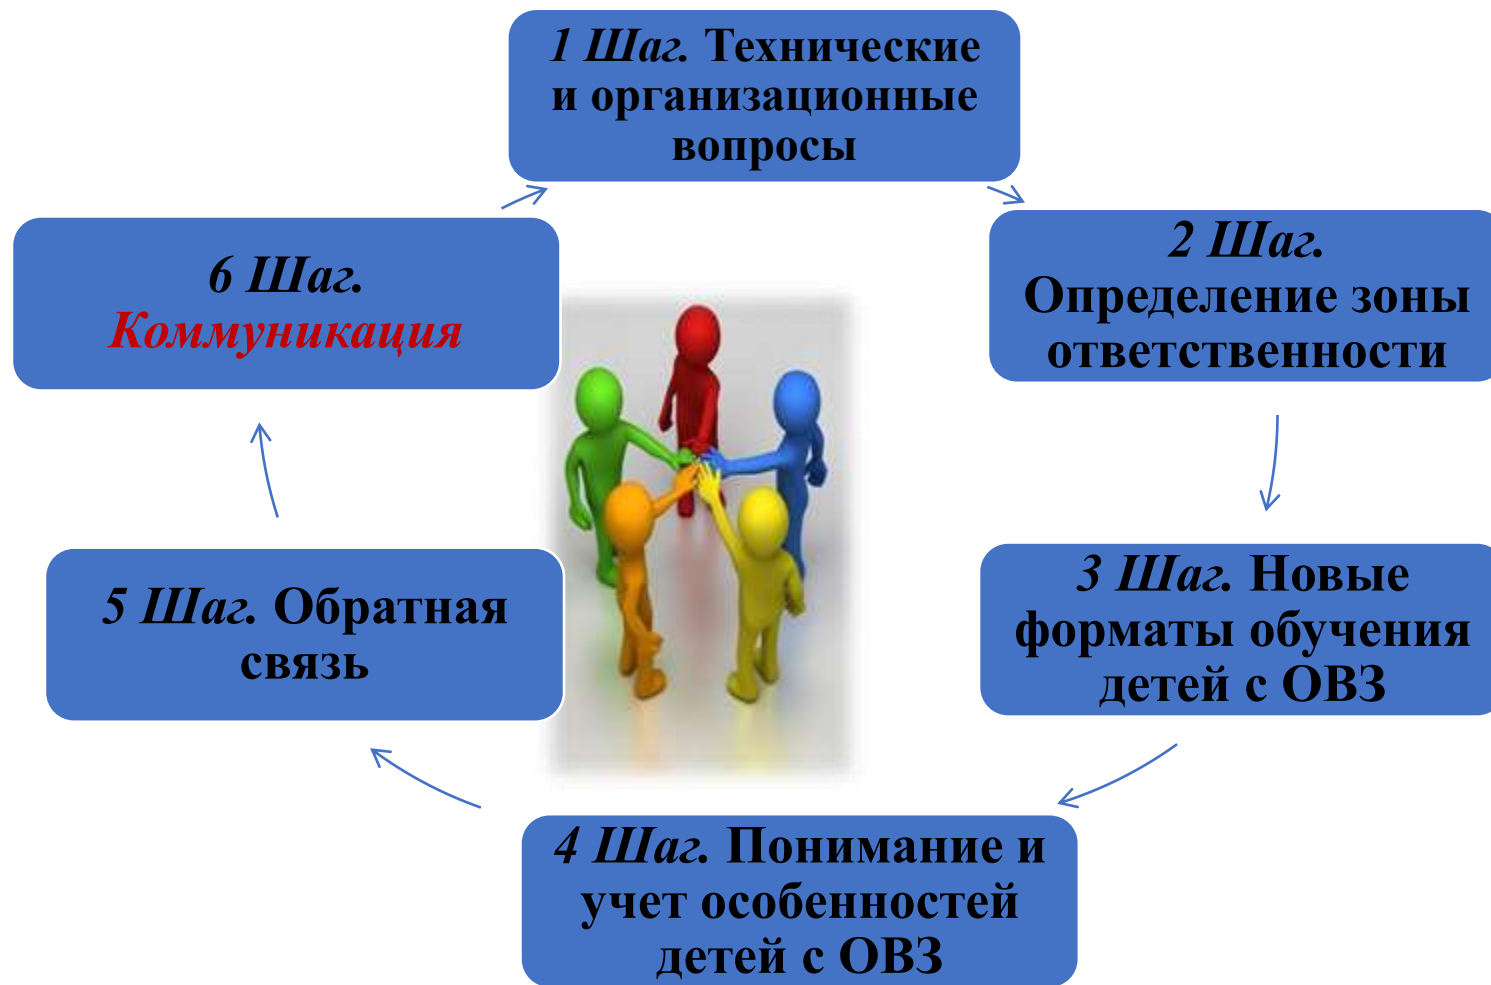 1 Шаг. Технические
и организационные
вопросы
2 Шаг.
Определение зоны
ответственности
3 Шаг. Новые
форматы обучения
детей с ОВЗ
4 Шаг. Понимание и
учет особенностей
детей с ОВЗ
5 Шаг. Обратная
связь
6 Шаг.
Коммуникация